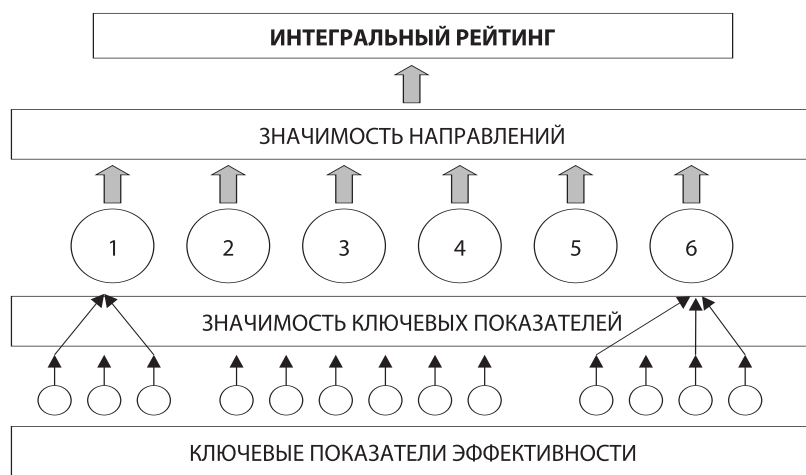 ИНТЕГРАЛЬНЫЙ РЕЙТИНГ
ЗНАЧИМОСТЬ НАПРАВЛЕНИЙ
1 2 3 4 5 6
ЗНАЧИМОСТЬ КЛЮЧЕВЫХ ПОКАЗАТЕЛЕЙ
КЛЮЧЕВЫЕ ПОКАЗАТЕЛИ ЭФФЕКТИВНОСТИ